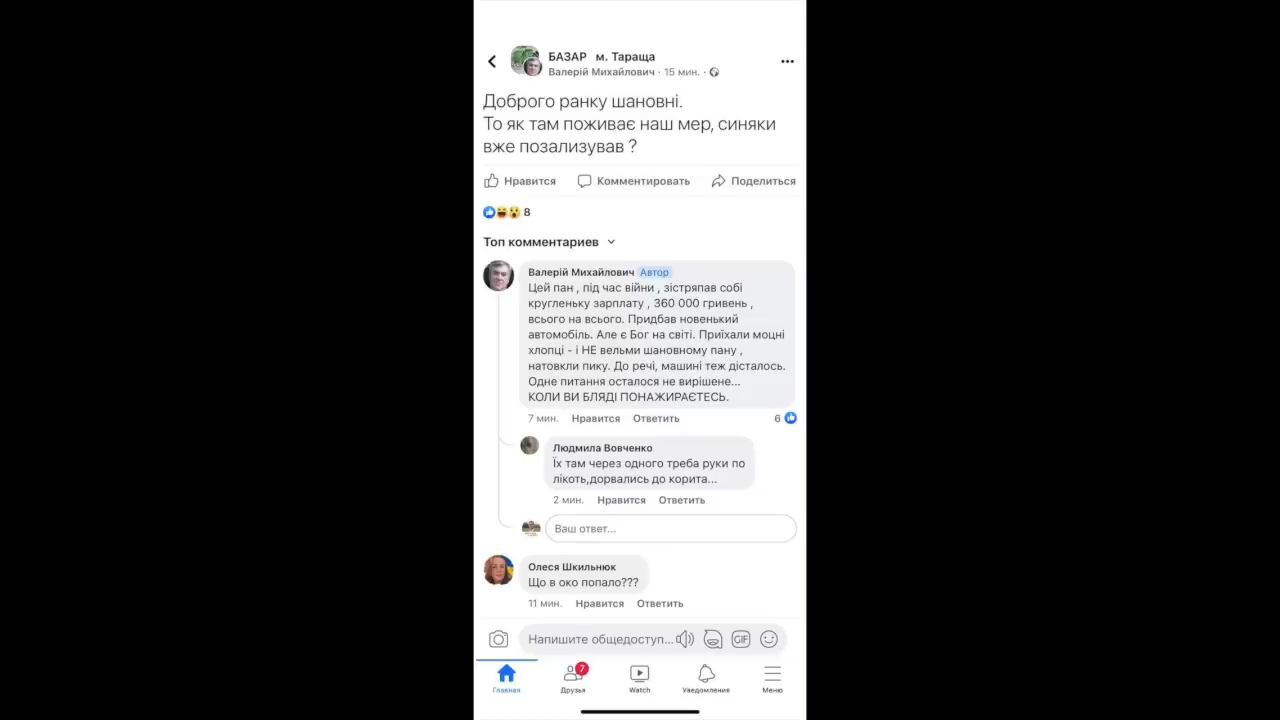 БАЗАР м. Тараща
Валерій Михайлович · 15 мин. ·
Доброго ранку шановні.
То як там поживає наш мер, синяки
вже позализував ?
Нравится Комментировать Поделиться
8
Топ комментариев
Валерій Михайлович Автор
Цей пан , під час війни , зістряпав собі
кругленьку зарплату , 360 000 гривень ,
всього на всього. Придбав новенький
автомобіль. Але є Бог на світі. Приїхали моцні
хлопці - і НЕ вельми шановному пану ,
натовкли пику. До речі, машині теж дісталось.
Одне питання осталося не вирішене...
КОЛИ ВИ БЛЯДІ ПОНАЖИРАЄТЕСЬ.
7 мин. Нравится Ответить 6
Людмила Вовченко
Їх там через одного треба руки по
лікоть,дорвались до корита...
2 мин. Нравится Ответить
Ваш ответ...
Олеся Шкильнюк
Що в око попало???
11 мин. Нравится Ответить
Напишите общедоступ... GIF
7
Главная Друзья Watch Уведомления Меню